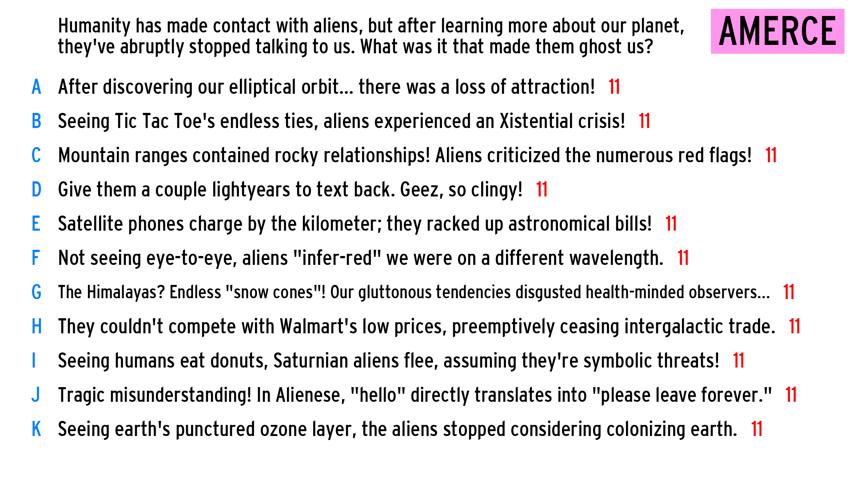 Humanity has made contact with aliens, but after learning more about our planet,
they've abruptly stopped talking to us. What was it that made them ghost us?
AMERCE
A After discovering our elliptical orbit... there was a loss of attraction! 11
B Seeing Tic Tac Toe's endless ties, aliens experienced an Xistential crisis! 11
C Mountain ranges contained rocky relationships! Aliens criticized the numerous red flags! 11
D Give them a couple lightyears to text back. Geez, so clingy! 11
E Satellite phones charge by the kilometer; they racked up astronomical bills! 11
F Not seeing eye-to-eye, aliens "infer-red" we were on a different wavelength. 11
G The Himalayas? Endless "snow cones"! Our gluttonous tendencies disgusted health-minded observers... 11
H They couldn't compete with Walmart's low prices, preemptively ceasing intergalactic trade. 11
I Seeing humans eat donuts, Saturnian aliens flee, assuming they're symbolic threats! 11
J Tragic misunderstanding! In Alienese, "hello" directly translates into "please leave forever." 11
K Seeing earth's punctured ozone layer, the aliens stopped considering colonizing earth. 11